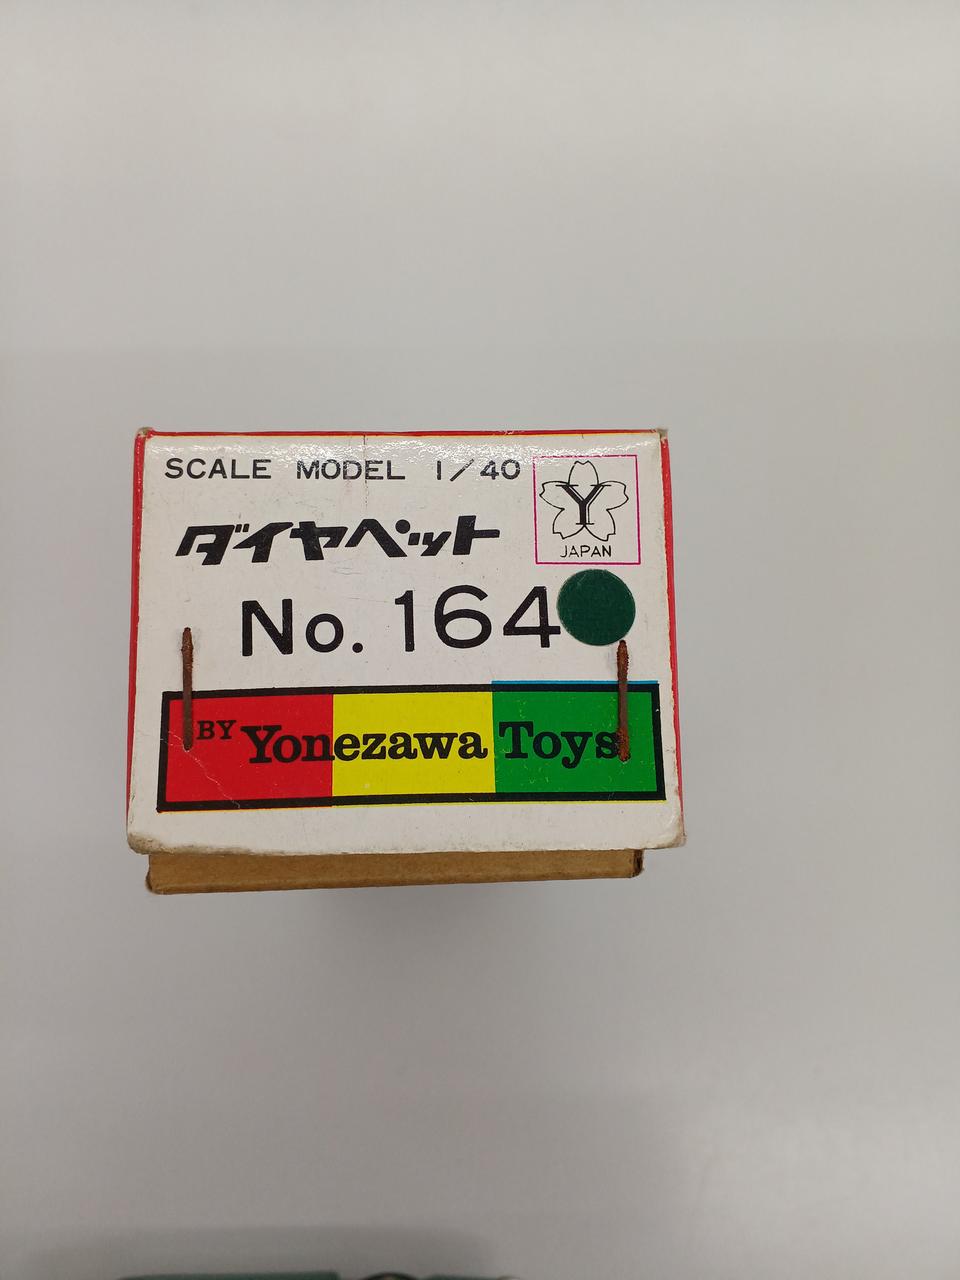 SCALE MODEL 1/40
Y
JAPAN
ダイヤペット
No. 164
BY Yonezawa Toys